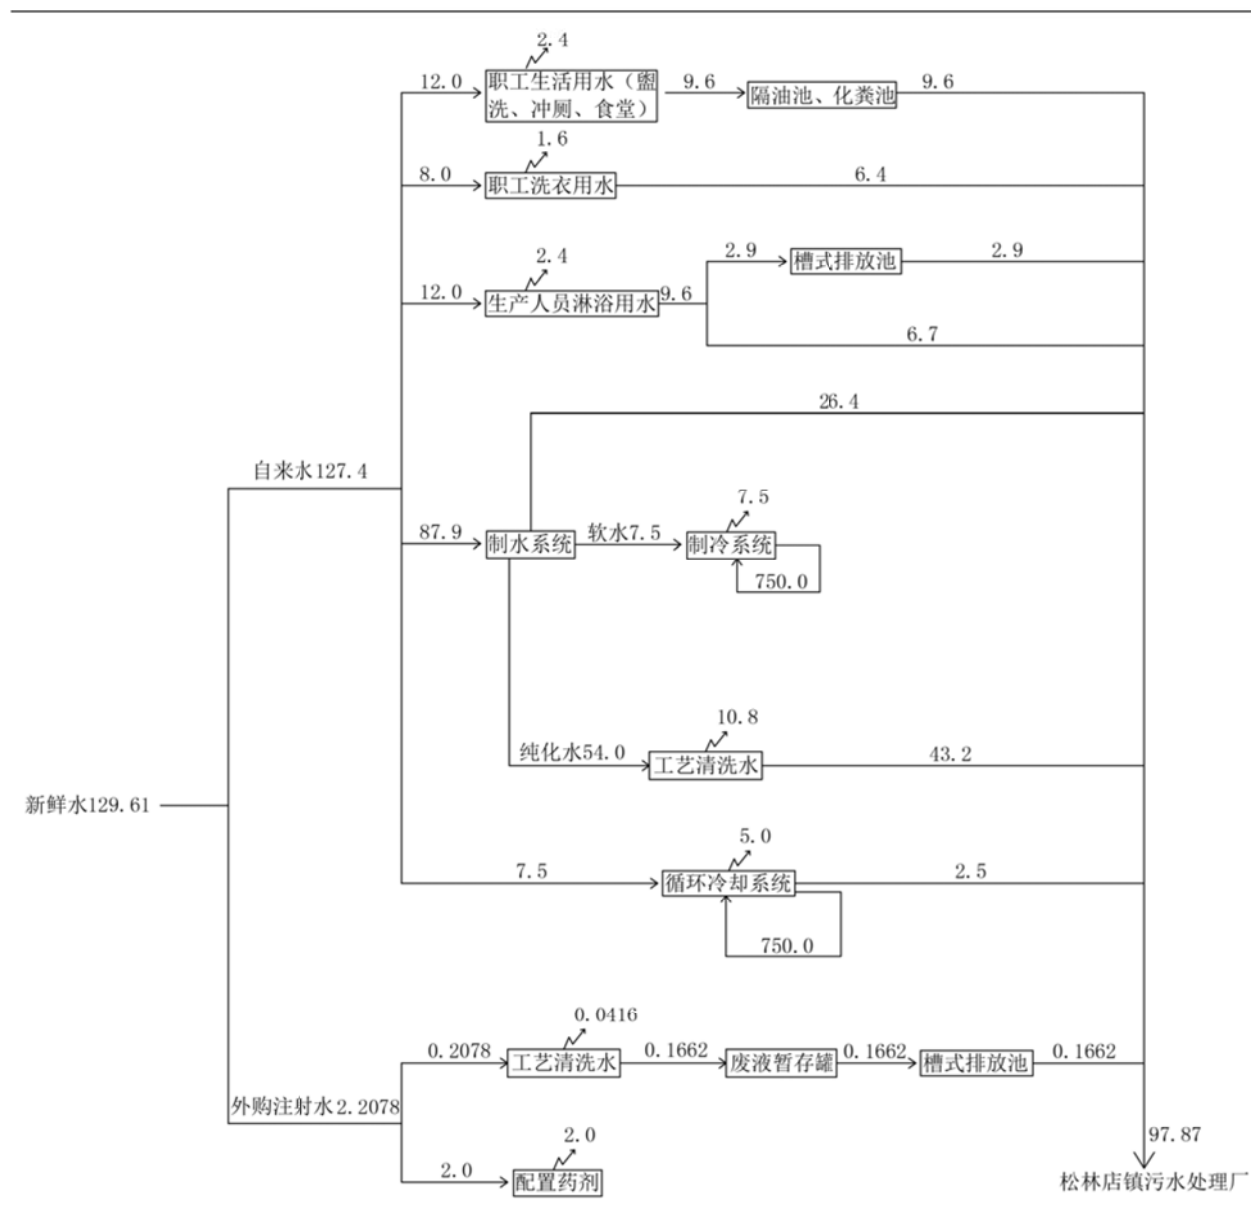 2.4
12.0
职工生活用水（盥
洗、冲厕、食堂）
9.6
隔油池、化粪池
9.6
1.6
8.0
职工洗衣用水
6.4
2.4
12.0
生产人员淋浴用水
9.6
2.9
槽式排放池
2.9
6.7
26.4
自来水127.4
87.9
制水系统
软水7.5
7.5
制冷系统
750.0
纯化水54.0
10.8
工艺清洗水
43.2
新鲜水129.61
7.5
5.0
循环冷却系统
2.5
750.0
外购注射水2.2078
0.2078
0.0416
工艺清洗水
0.1662
废液暂存罐
0.1662
槽式排放池
0.1662
2.0
2.0
配置药剂
97.87
松林店镇污水处理厂